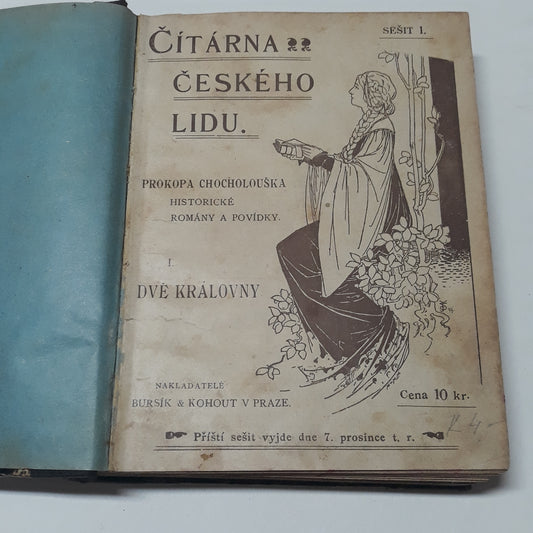 ČÍTÁRNA
SEŠIT I.
ČESKÉHO
LIDU.
PROKOPA CHOCHOLOUŠKA
HISTORICKÉ
ROMÁNY A POVÍDKY.
I.
DVĚ KRÁLOVNY
NAKLADATELÉ
BURSÍK & KOHOUT V PRAZE.
Cena 10 kr.
Příští sešit vyjde dne 7. prosince t. r.